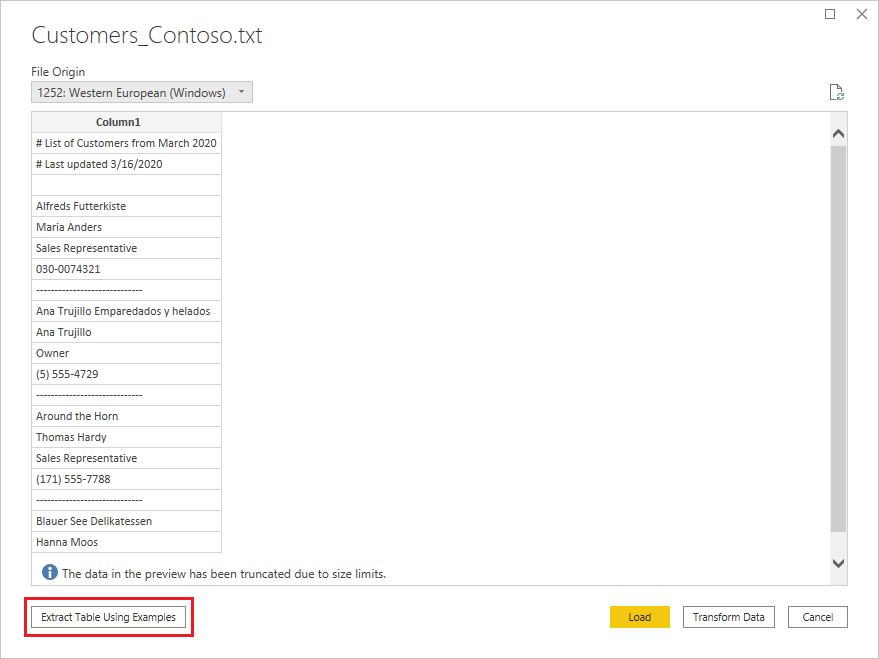 Customers_Contoso.txt
File Origin
1252: Western European (Windows)
Column1
# List of Customers from March 2020
# Last updated 3/16/2020
Alfreds Futterkiste
Maria Anders
Sales Representative
030-0074321
-----------------------------
Ana Trujillo Emparedados y helados
Ana Trujillo
Owner
(5) 555-4729
-----------------------------
Around the Horn
Thomas Hardy
Sales Representative
(171) 555-7788
-----------------------------
Blauer See Delikatessen
Hanna Moos
The data in the preview has been truncated due to size limits.
Extract Table Using Examples
Load
Transform Data
Cancel